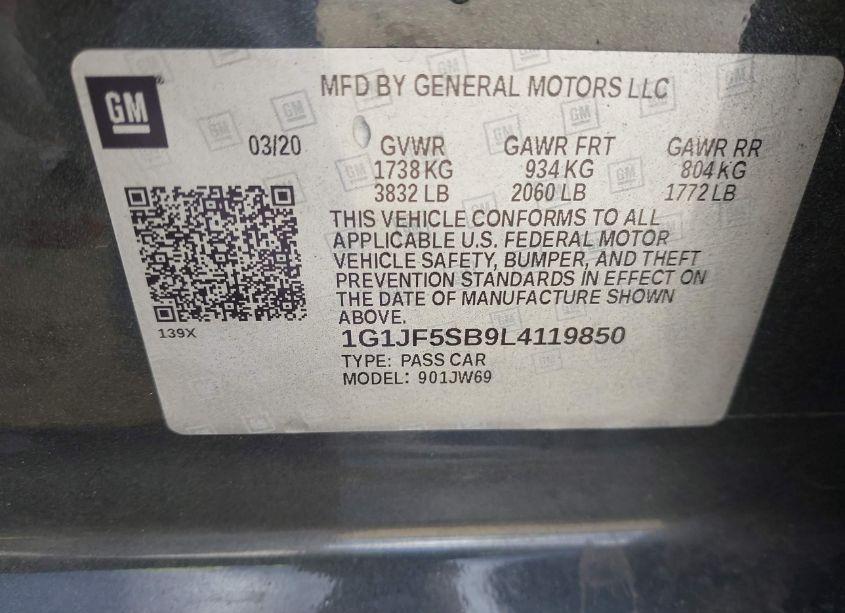 GM
MFD BY GENERAL MOTORS LLC
03/20
GVWR GAWR FRT GAWR RR
1738 KG 934 KG 804 KG
3832 LB 2060 LB 1772 LB
THIS VEHICLE CONFORMS TO ALL
APPLICABLE U.S. FEDERAL MOTOR
VEHICLE SAFETY, BUMPER, AND THEFT
PREVENTION STANDARDS IN EFFECT ON
THE DATE OF MANUFACTURE SHOWN
ABOVE.
139X
1G1JF5SB9L4119850
TYPE: PASS CAR
MODEL: 901JW69